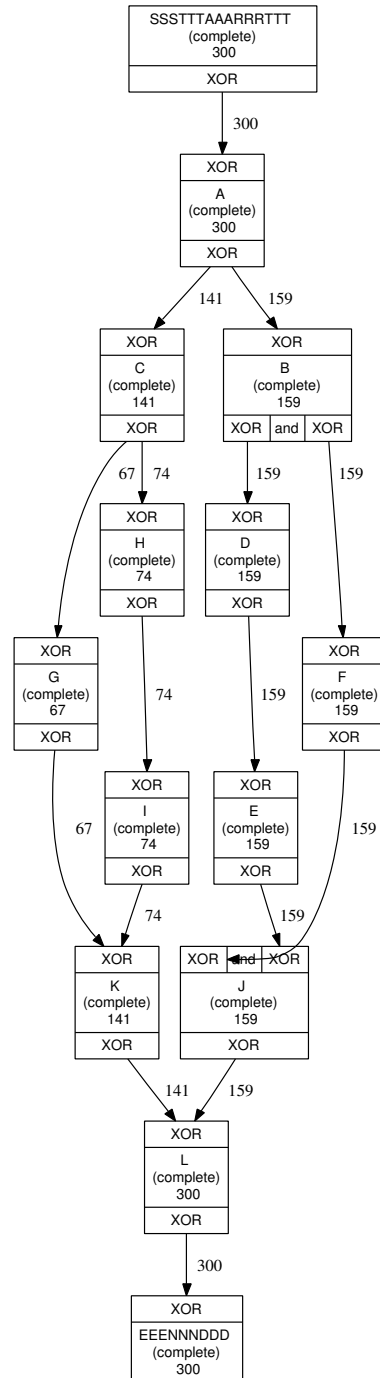 SSSTTTAAARRRTTT
(complete)
300
XOR
300
XOR
A
(complete)
300
XOR
141 159
XOR XOR
C B
(complete) (complete)
141 159
XOR XOR and XOR
67 74 159 159
XOR XOR
H D
(complete) (complete)
74 159
XOR XOR
XOR XOR
G F
(complete) (complete)
67 159
XOR XOR
74 159
XOR XOR
I E
(complete) (complete)
74 159
XOR XOR
67 159
74 159
XOR XOR and XOR
K J
(complete) (complete)
141 159
XOR XOR
141 159
XOR
L
(complete)
300
XOR
300
XOR
EEENNNDDD
(complete)
300